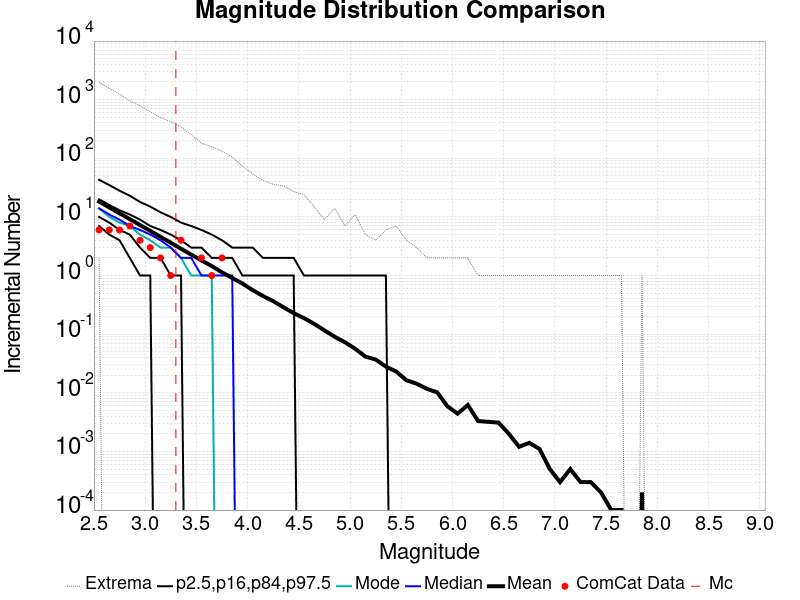 Magnitude Distribution Comparison
10^4
10^3
10^2
10^1
10^0
10^-1
10^-2
10^-3
10^-4
Incremental Number
2.5 3.0 3.5 4.0 4.5 5.0 5.5 6.0 6.5 7.0 7.5 8.0 8.5 9.0
Magnitude
Extrema p2.5,p16,p84,p97.5 Mode Median Mean ComCat Data Mc